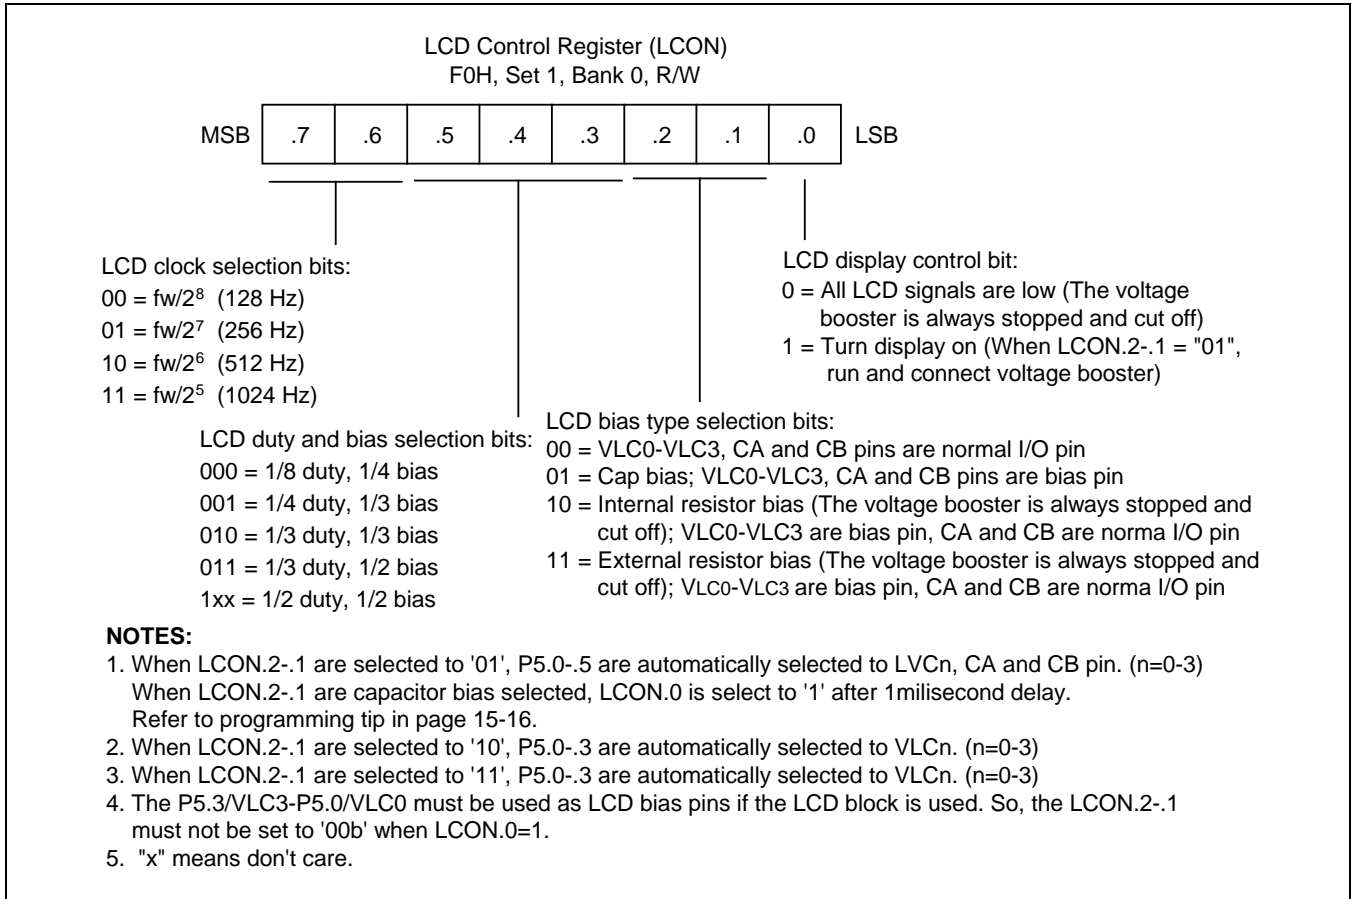 LCD Control Register (LCON)
F0H, Set 1, Bank 0, R/W
MSB .7 .6 .5 .4 .3 .2 .1 .0 LSB
LCD clock selection bits:
00 = fw/2⁸ (128 Hz)
01 = fw/2⁷ (256 Hz)
10 = fw/2⁶ (512 Hz)
11 = fw/2⁵ (1024 Hz)
LCD display control bit:
0 = All LCD signals are low (The voltage
booster is always stopped and cut off)
1 = Turn display on (When LCON.2-.1 = "01",
run and connect voltage booster)
LCD duty and bias selection bits:
000 = 1/8 duty, 1/4 bias
001 = 1/4 duty, 1/3 bias
010 = 1/3 duty, 1/3 bias
011 = 1/3 duty, 1/2 bias
1xx = 1/2 duty, 1/2 bias
LCD bias type selection bits:
00 = VLC0-VLC3, CA and CB pins are normal I/O pin
01 = Cap bias; VLC0-VLC3, CA and CB pins are bias pin
10 = Internal resistor bias (The voltage booster is always stopped and
cut off); VLC0-VLC3 are bias pin, CA and CB are norma I/O pin
11 = External resistor bias (The voltage booster is always stopped and
cut off); VLC0-VLC3 are bias pin, CA and CB are norma I/O pin
NOTES:
1. When LCON.2-.1 are selected to '01', P5.0-.5 are automatically selected to LVCn, CA and CB pin. (n=0-3)
When LCON.2-.1 are capacitor bias selected, LCON.0 is select to '1' after 1milisecond delay.
Refer to programming tip in page 15-16.
2. When LCON.2-.1 are selected to '10', P5.0-.3 are automatically selected to VLCn. (n=0-3)
3. When LCON.2-.1 are selected to '11', P5.0-.3 are automatically selected to VLCn. (n=0-3)
4. The P5.3/VLC3-P5.0/VLC0 must be used as LCD bias pins if the LCD block is used. So, the LCON.2-.1
must not be set to '00b' when LCON.0=1.
5. "x" means don't care.